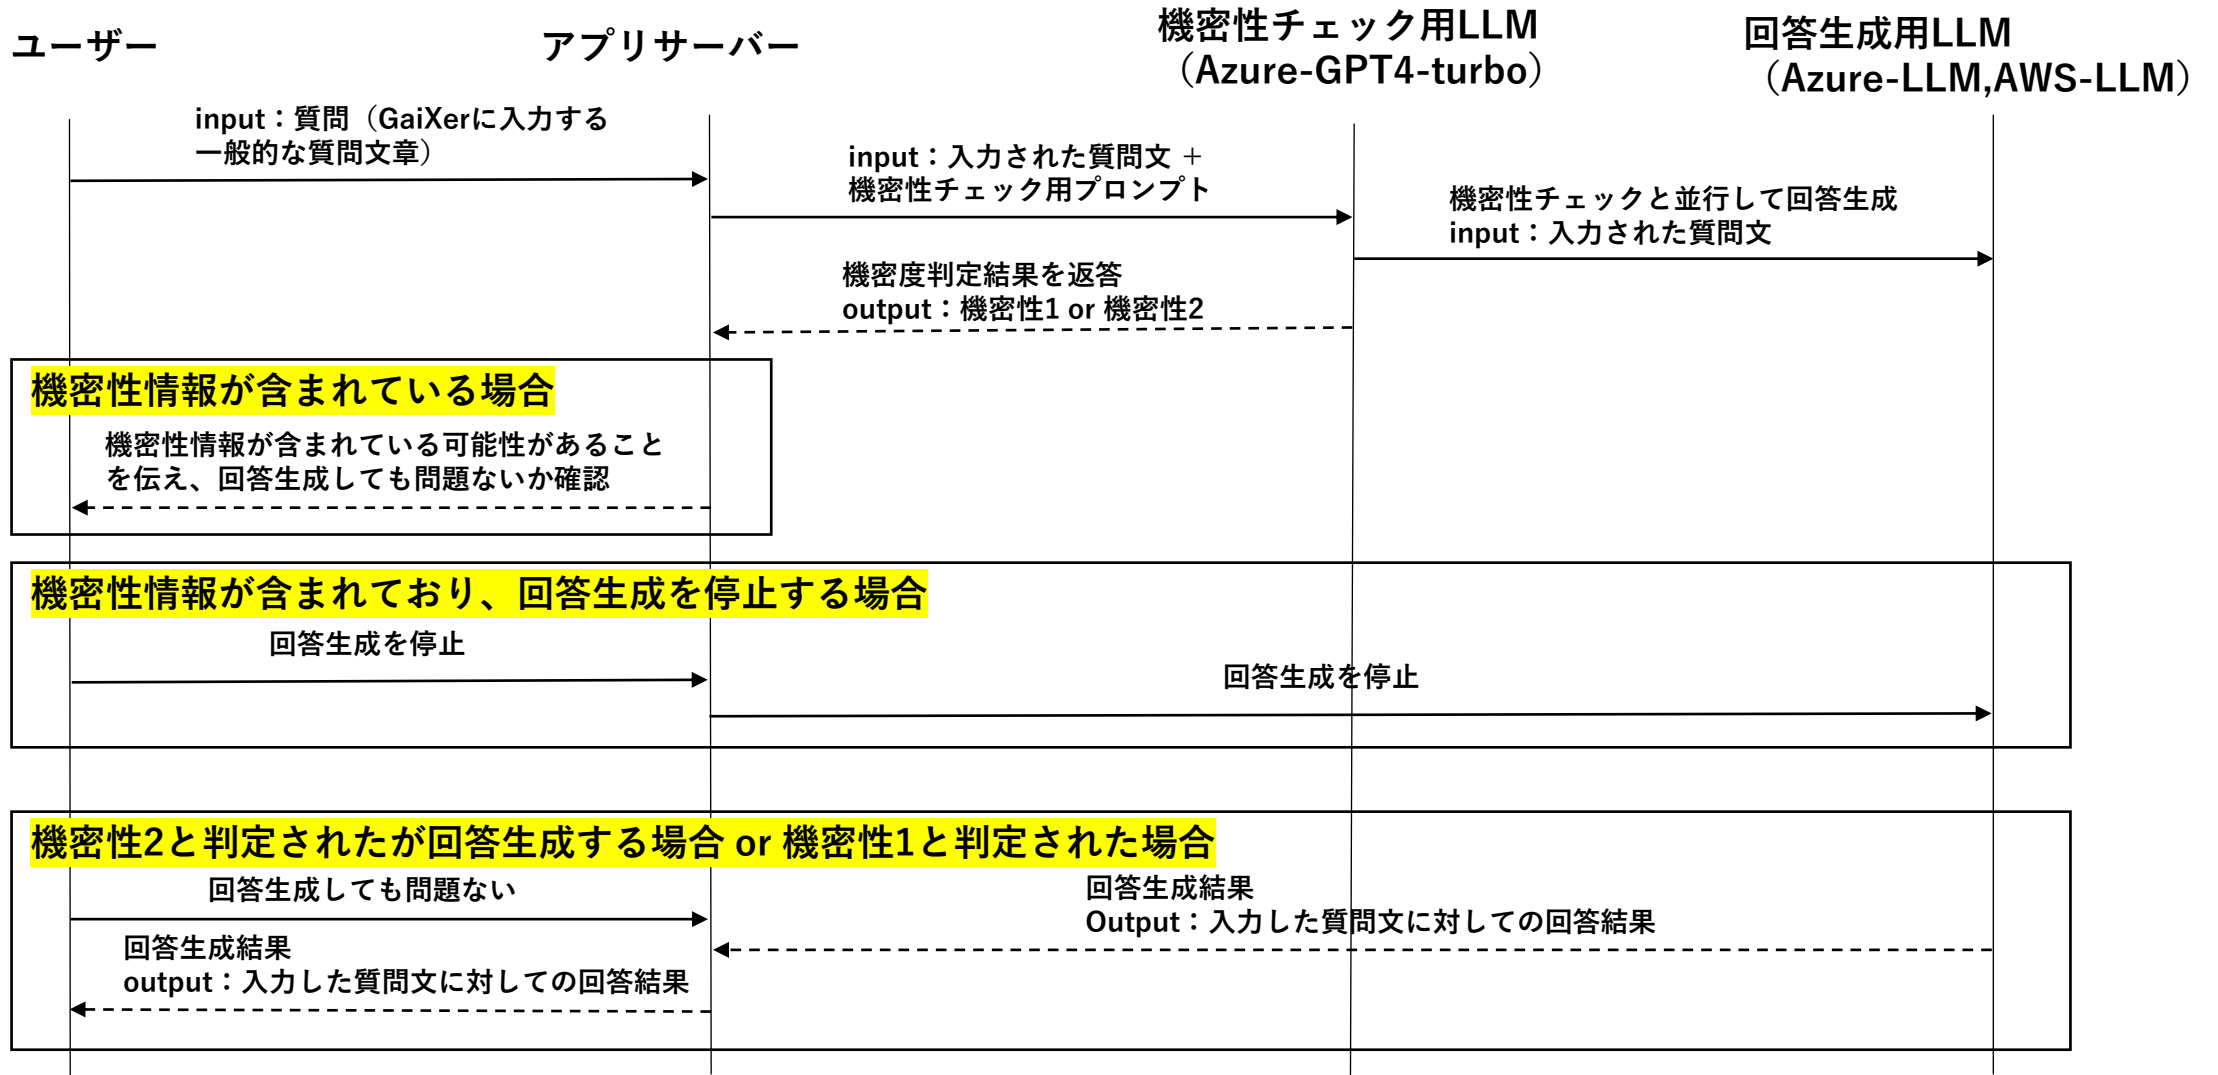 ユーザー
アプリサーバー
機密性チェック用LLM
（Azure-GPT4-turbo）
回答生成用LLM
（Azure-LLM,AWS-LLM）
input：質問（GaiXerに入力する
一般的な質問文章）
input：入力された質問文 ＋
機密性チェック用プロンプト
機密性チェックと並行して回答生成
input：入力された質問文
機密度判定結果を返答
output：機密性1 or 機密性2
機密性情報が含まれている場合
機密性情報が含まれている可能性があること
を伝え、回答生成しても問題ないか確認
機密性情報が含まれており、回答生成を停止する場合
回答生成を停止
回答生成を停止
機密性2と判定されたが回答生成する場合 or 機密性1と判定された場合
回答生成しても問題ない
回答生成結果
Output：入力した質問文に対しての回答結果
回答生成結果
output：入力した質問文に対しての回答結果